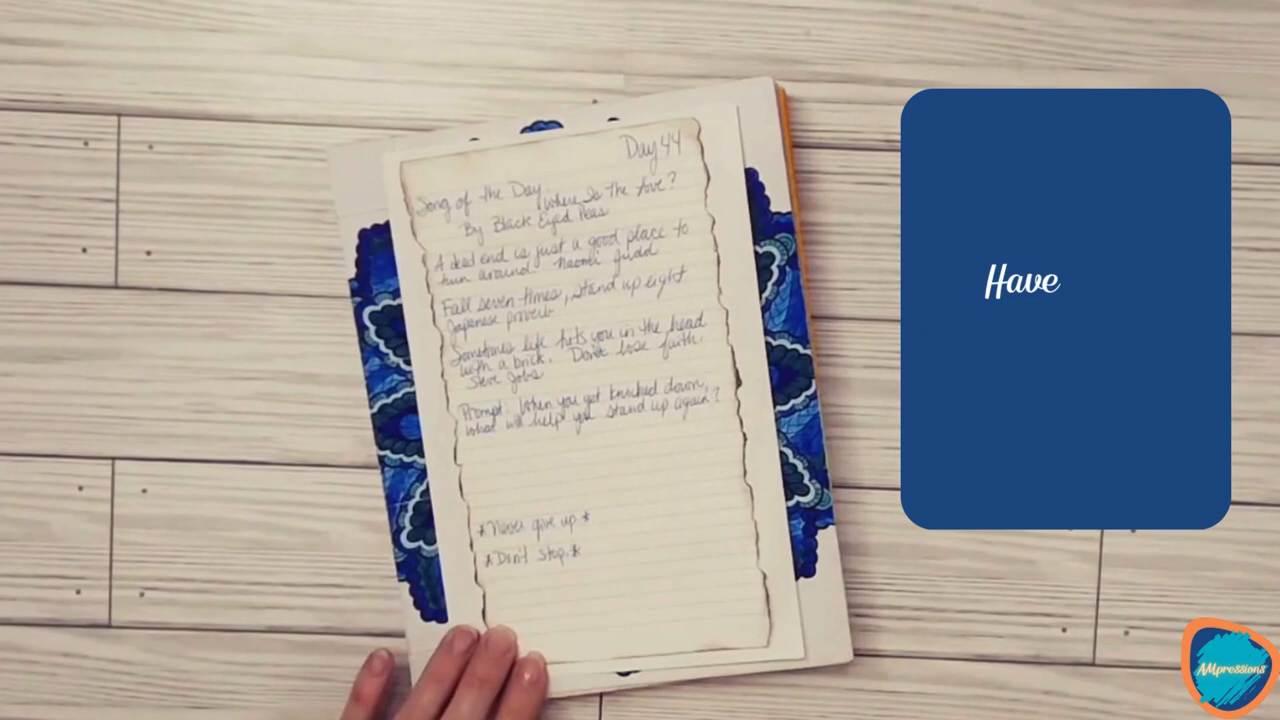 Day 44
Song of the Day Where Is The Love?
By Black Eyed Peas
A dead end is just a good place to
turn around. Naomi Judd
Fall seven times, stand up eight
Japanese proverb
Sometimes life hits you in the head
with a brick. Don't lose faith.
Steve Jobs
Prompt: When you get knocked down,
what will help you stand up again?
*Never give up*
*Don't stop.*
Have
AMpressions